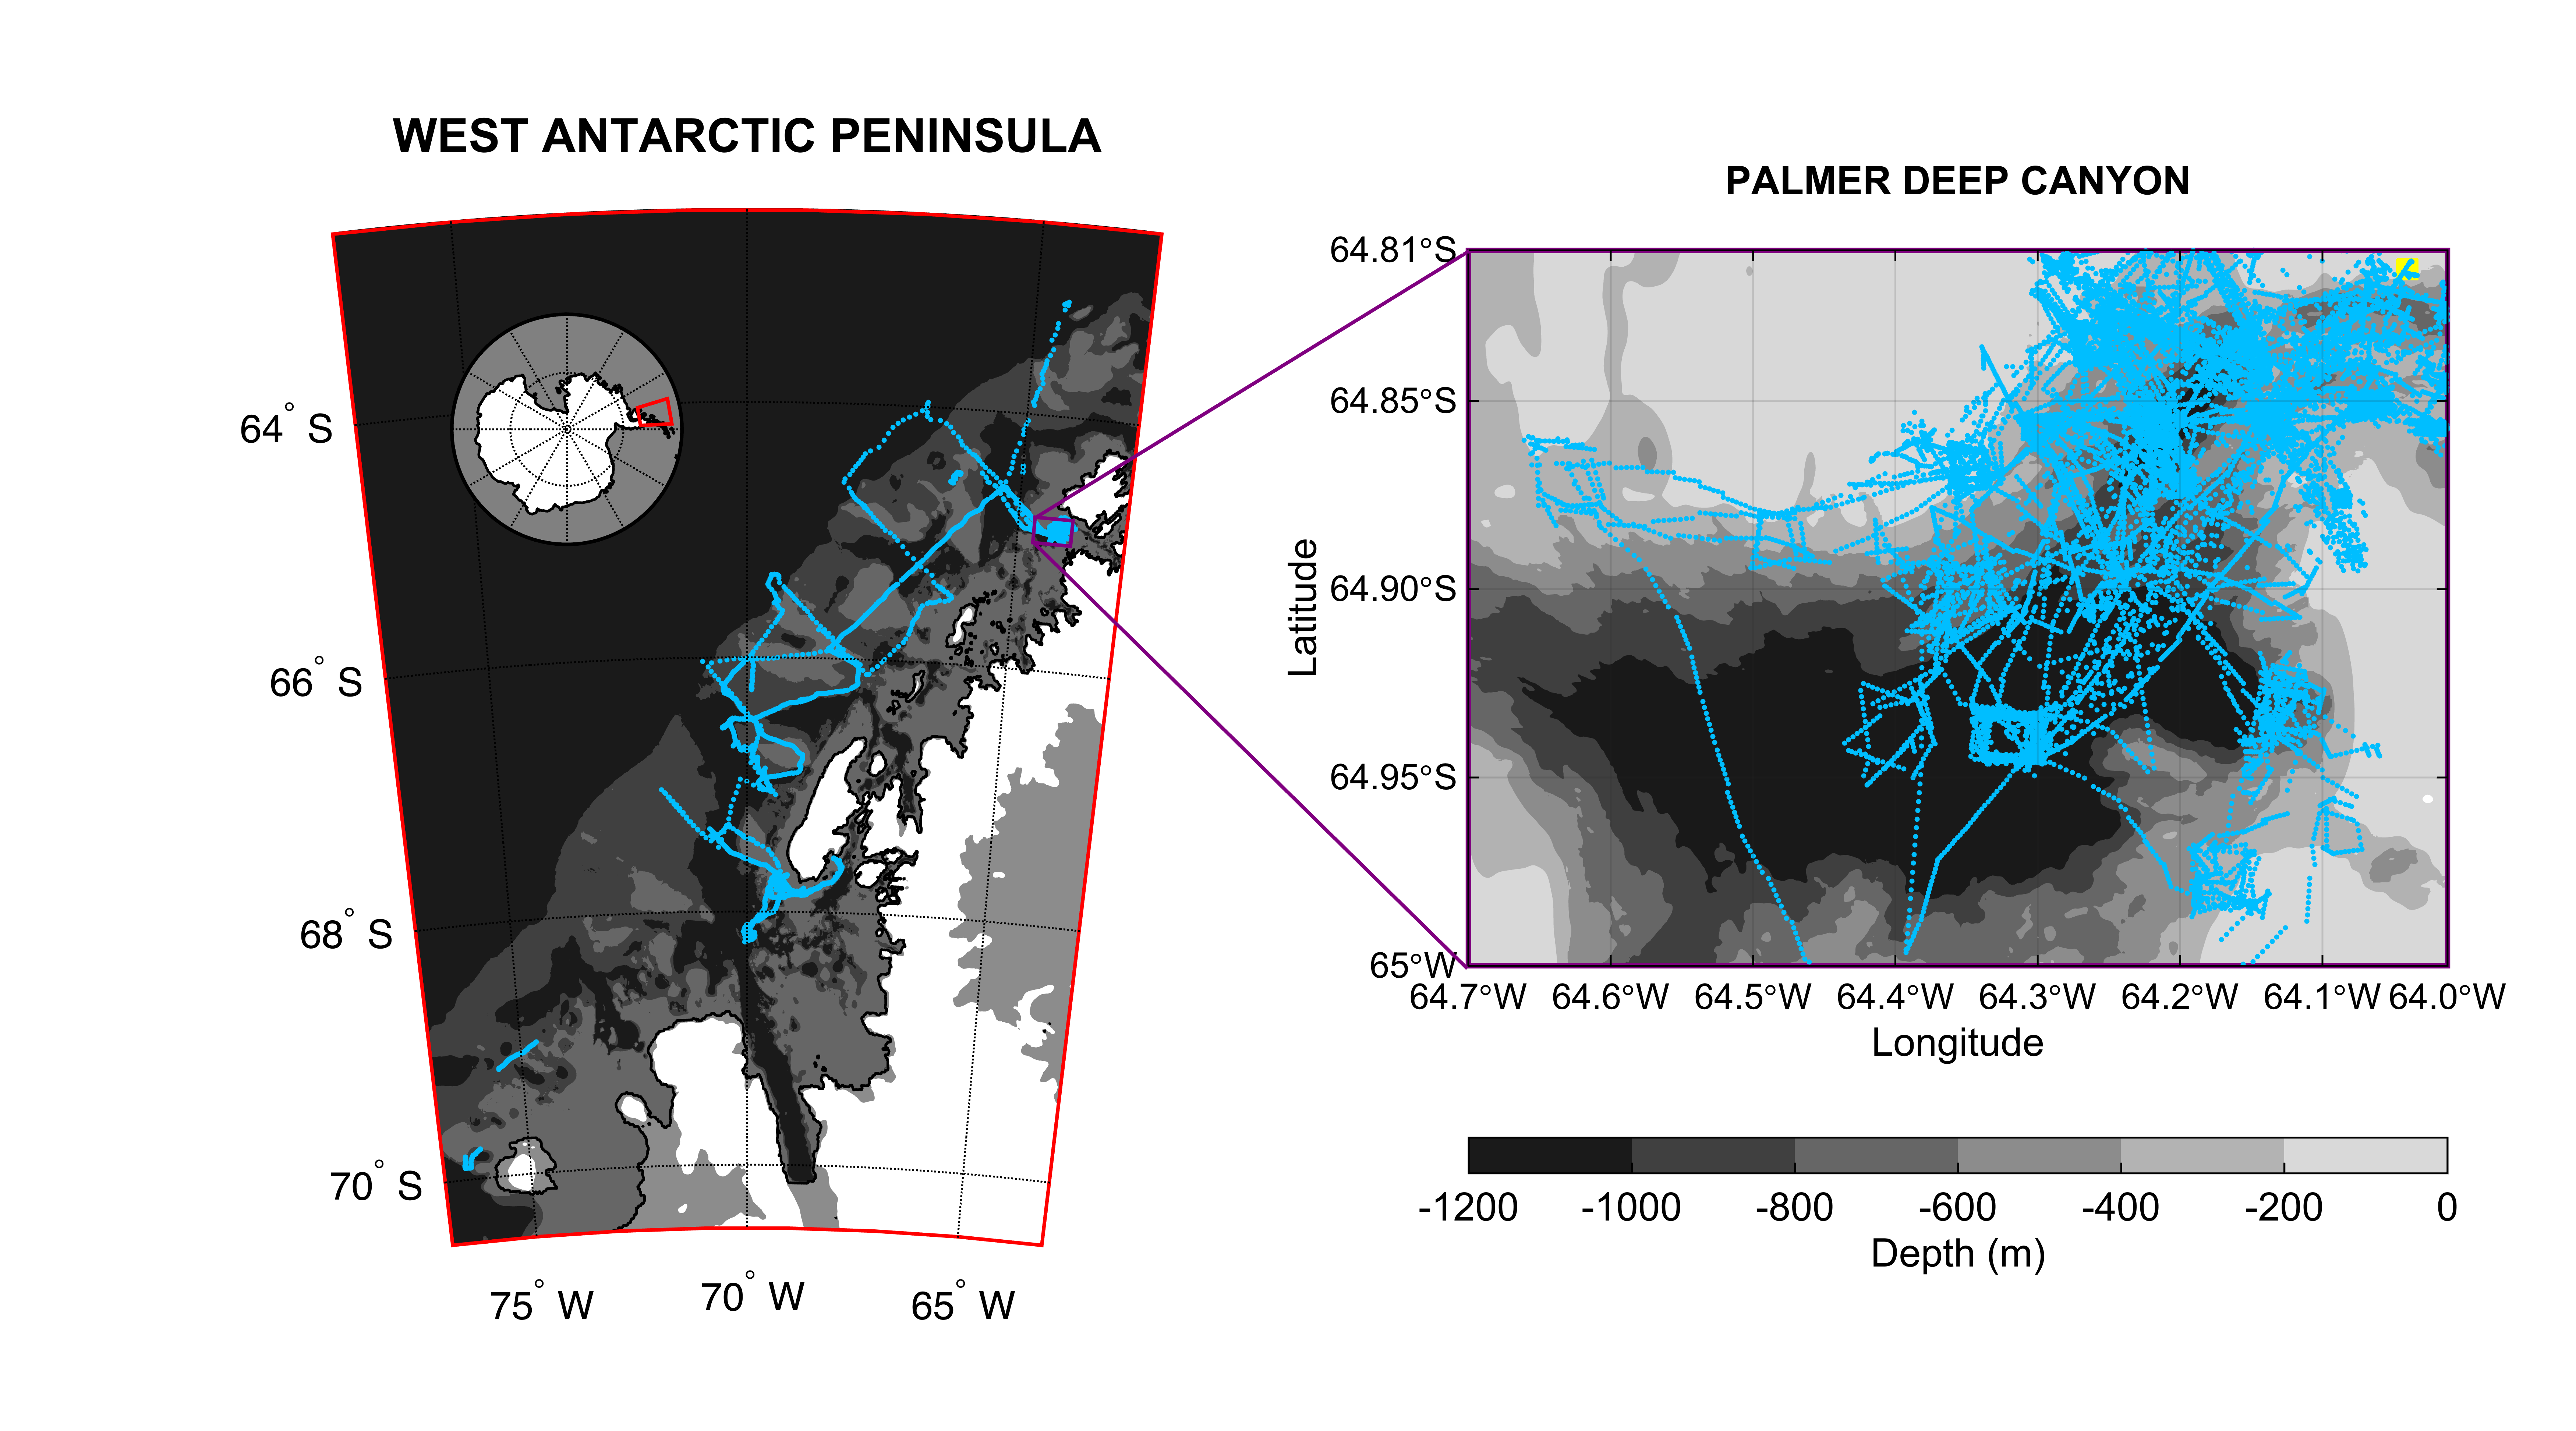 WEST ANTARCTIC PENINSULA
64° S
66° S
68° S
70° S
75° W
70° W
65° W
PALMER DEEP CANYON
Latitude
64.81°S
64.85°S
64.90°S
64.95°S
65°W
64.7°W 64.6°W 64.5°W 64.4°W 64.3°W 64.2°W 64.1°W 64.0°W
Longitude
-1200 -1000 -800 -600 -400 -200 0
Depth (m)